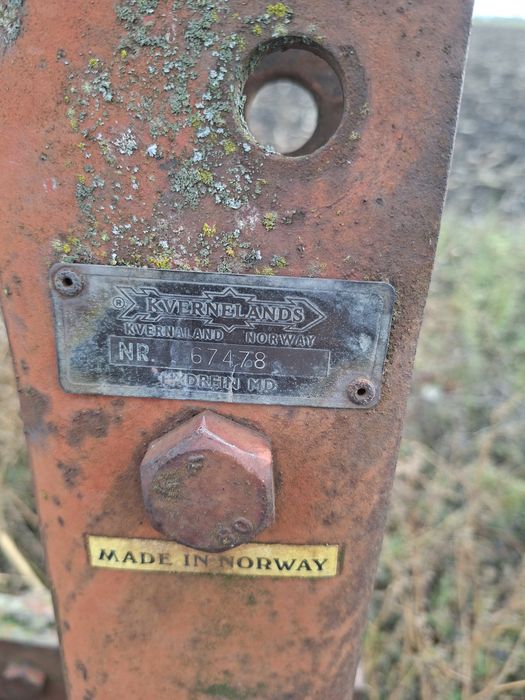 ® KVERNELANDS
KVERNALAND NORWAY
NR. 67478
MADE IN NORWAY